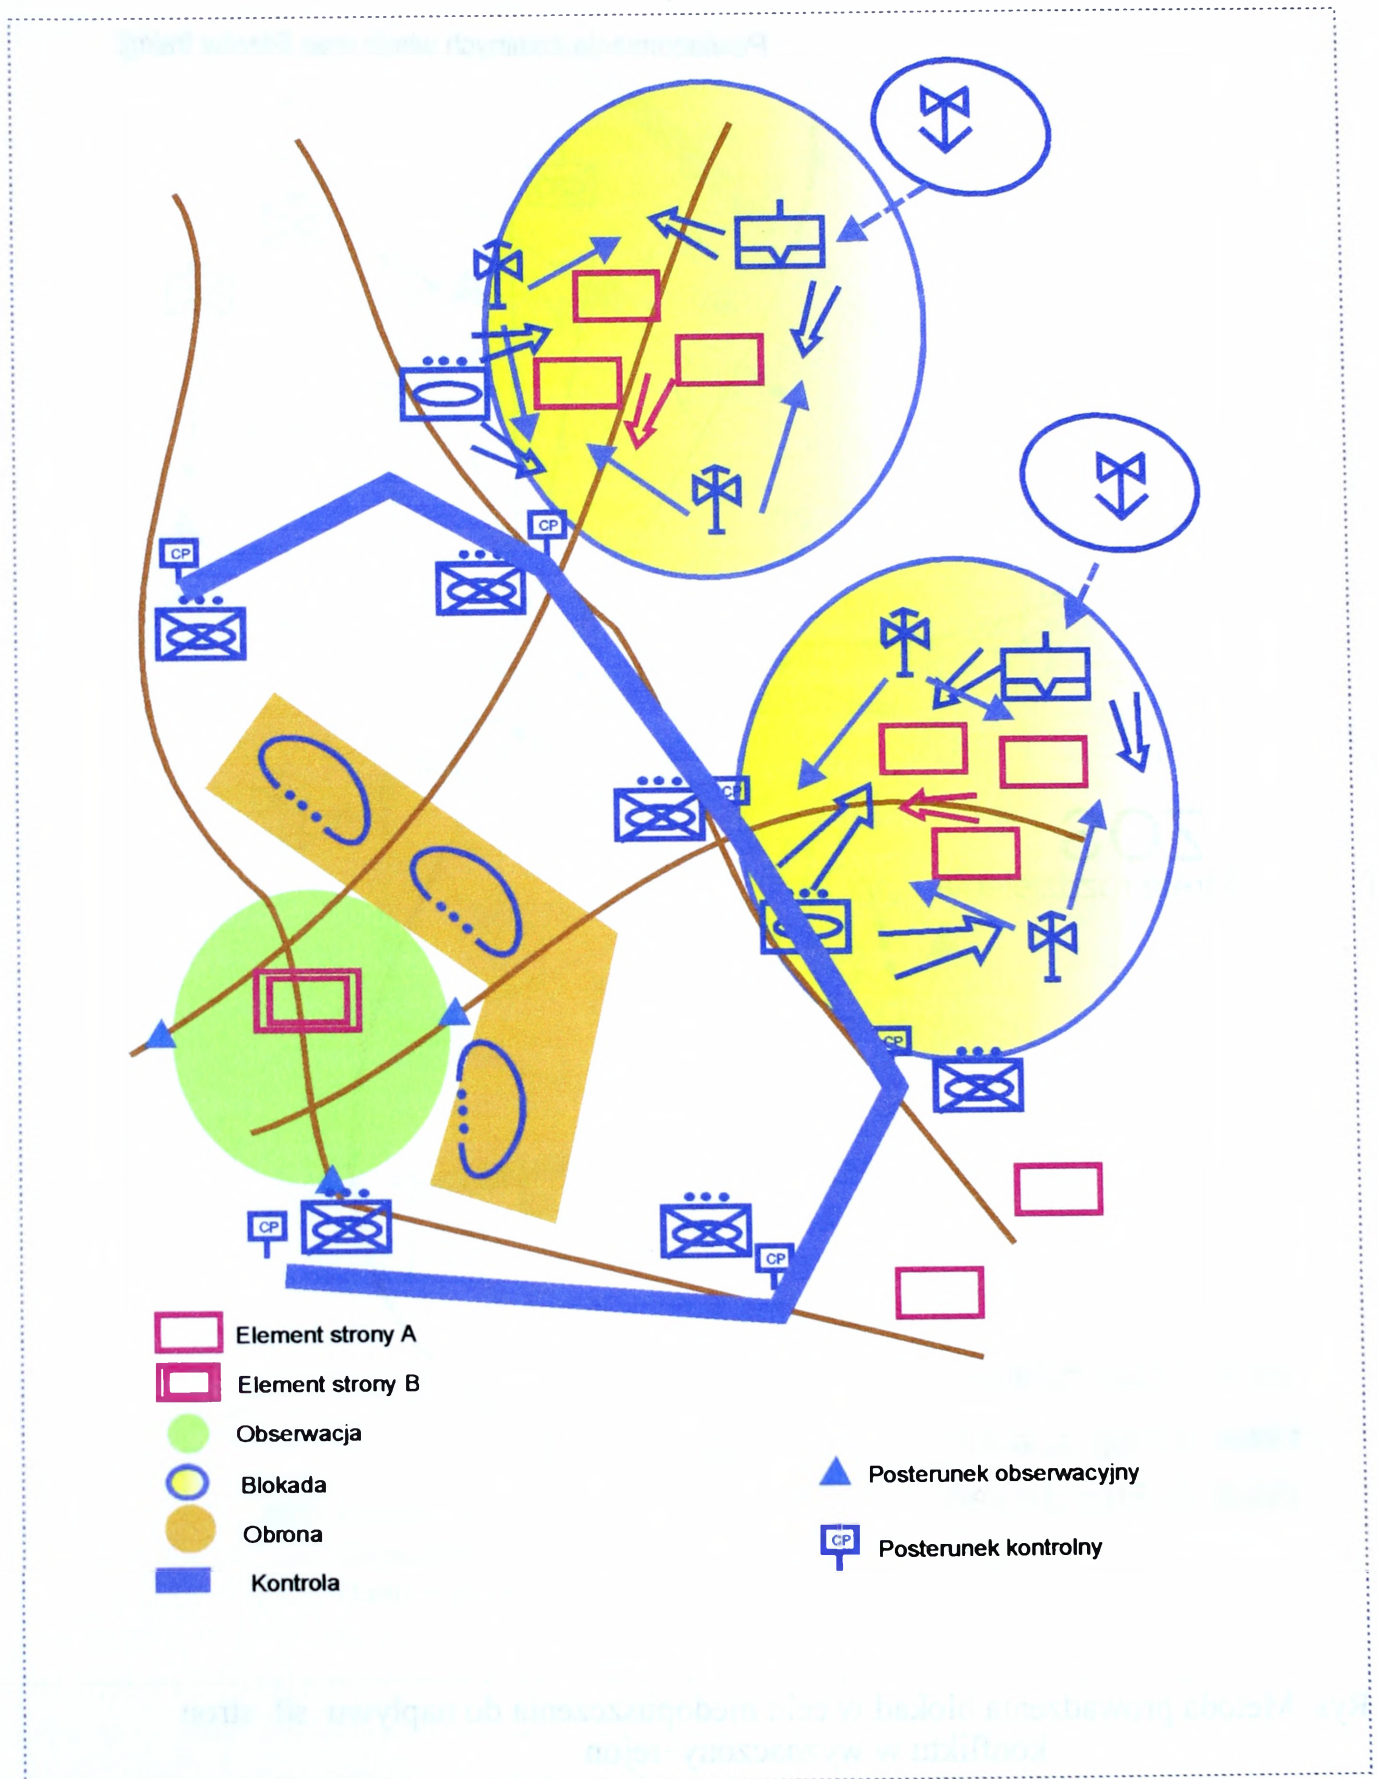 CP
CP
CP
CP
CP
CP
Element strony A
Element strony B
Obserwacja
Blokada
Obrona
Kontrola
Posterunek obserwacyjny
CP
Posterunek kontrolny